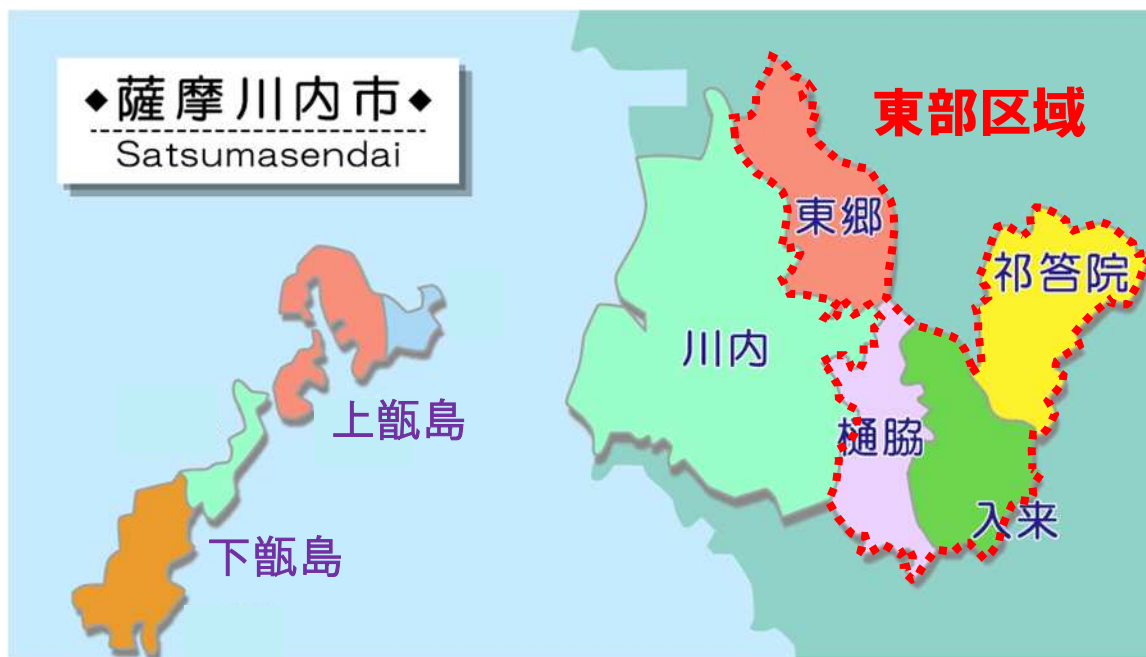 ◆薩摩川内市◆
Satsumasendai
東部区域
東郷
祁答院
川内
樋脇
入来
上甑島
下甑島